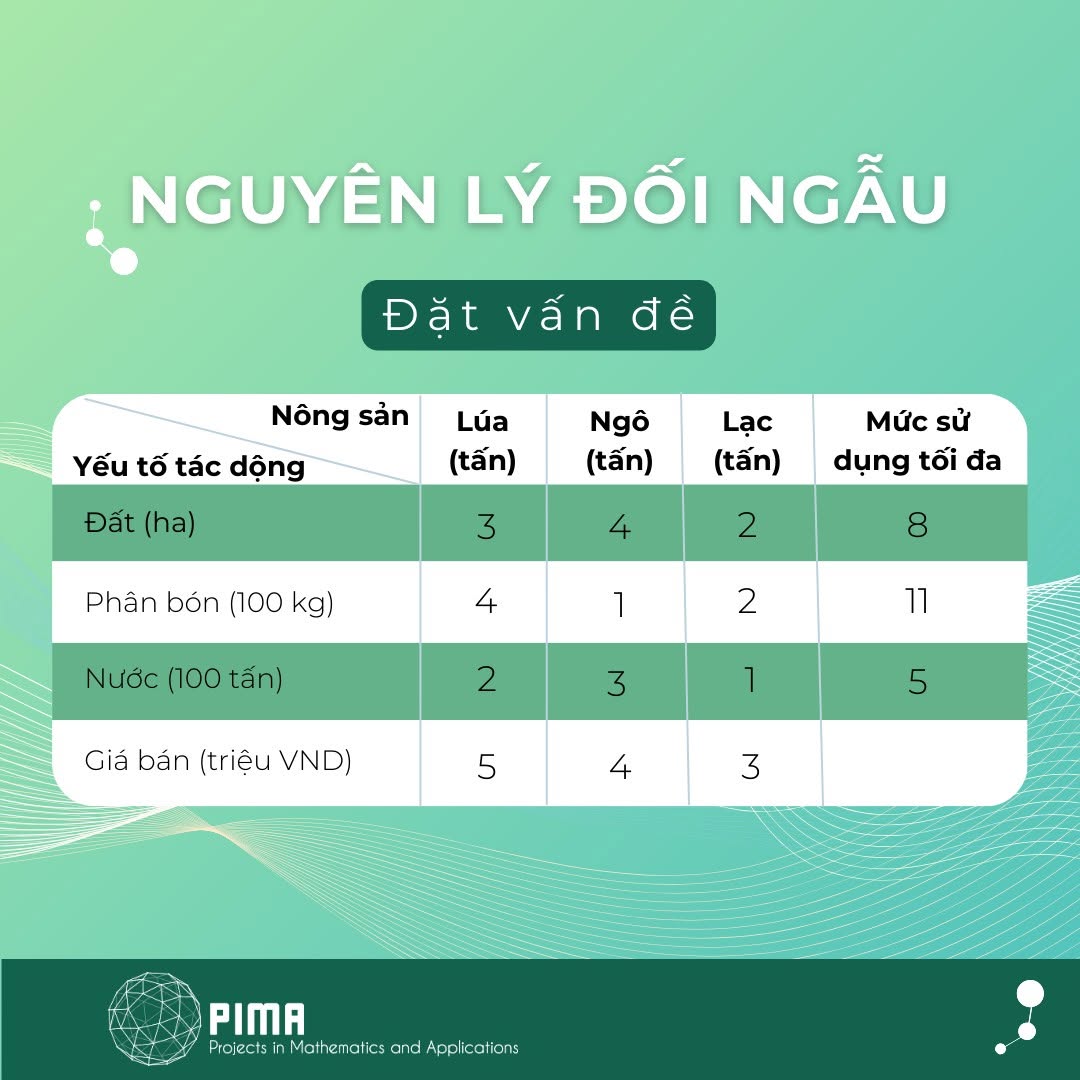 NGUYÊN LÝ ĐỐI NGẪU
Đặt vấn đề
Nông sản
Yếu tố tác dộng
Lúa
(tấn)
Ngô
(tấn)
Lạc
(tấn)
Mức sử
dụng tối đa
Đất (ha) 3 4 2 8
Phân bón (100 kg) 4 1 2 11
Nước (100 tấn) 2 3 1 5
Giá bán (triệu VND) 5 4 3
PIMA
Projects in Mathematics and Applications